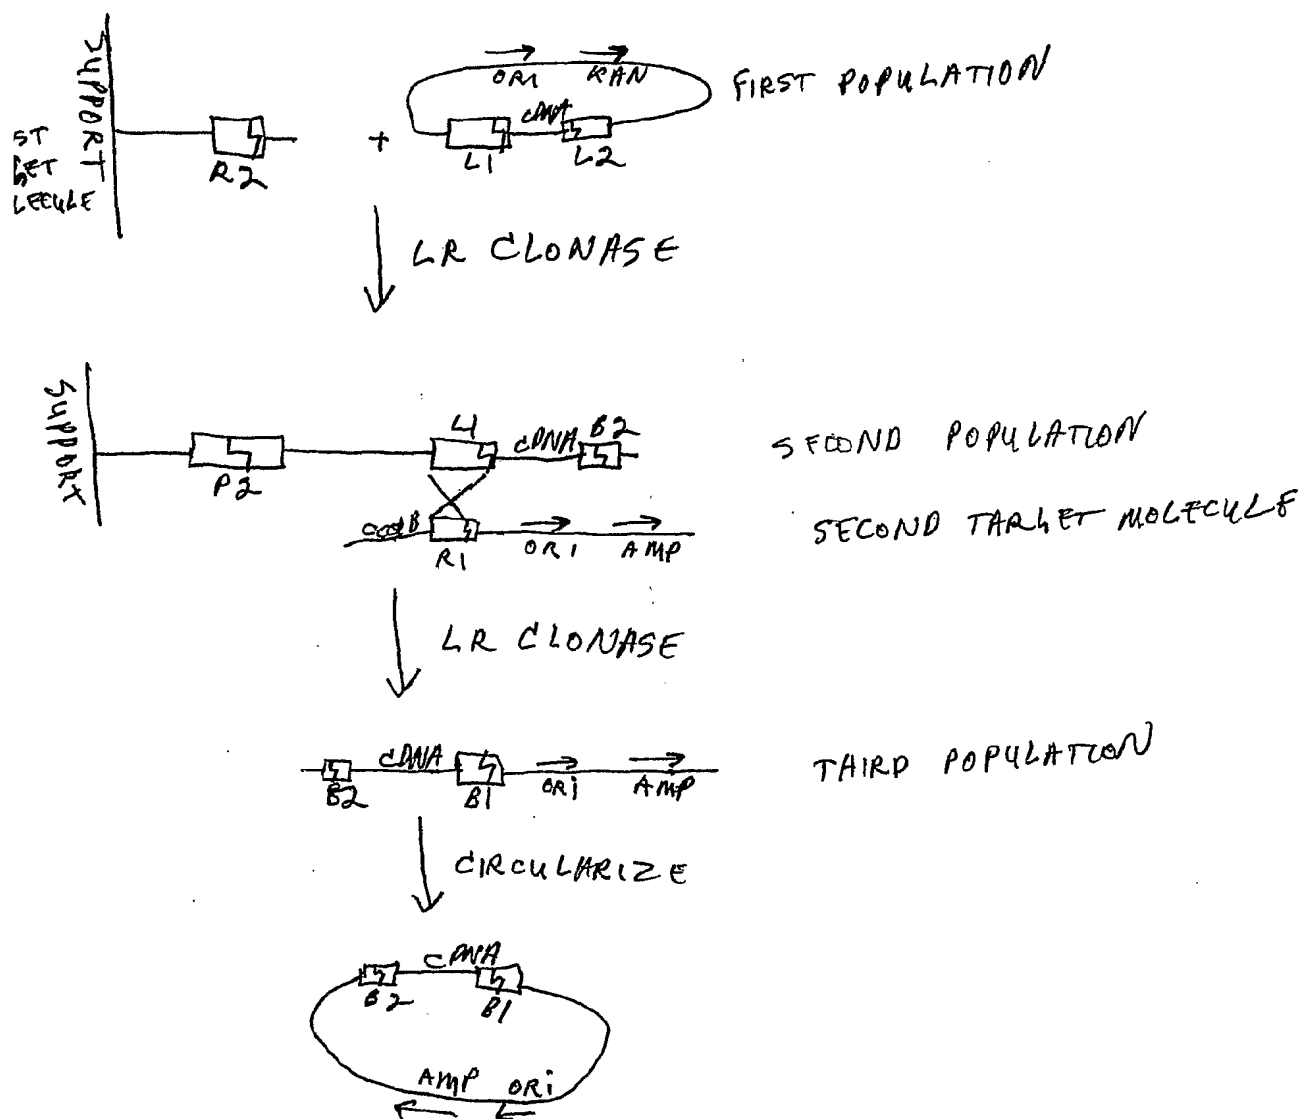 SUPPORT
ST
GET
LECULE
R2
+
ORI KAN
cDNA
L1 L2
FIRST POPULATION
LR CLONASE
SUPPORT
P2
L1 cDNA B2
SECOND POPULATION
ccdB
R1 ORI AMP
SECOND TARGET MOLECULE
LR CLONASE
cDNA
B2 B1 ORI AMP
THIRD POPULATION
CIRCULARIZE
cDNA
B2 B1
AMP ORI